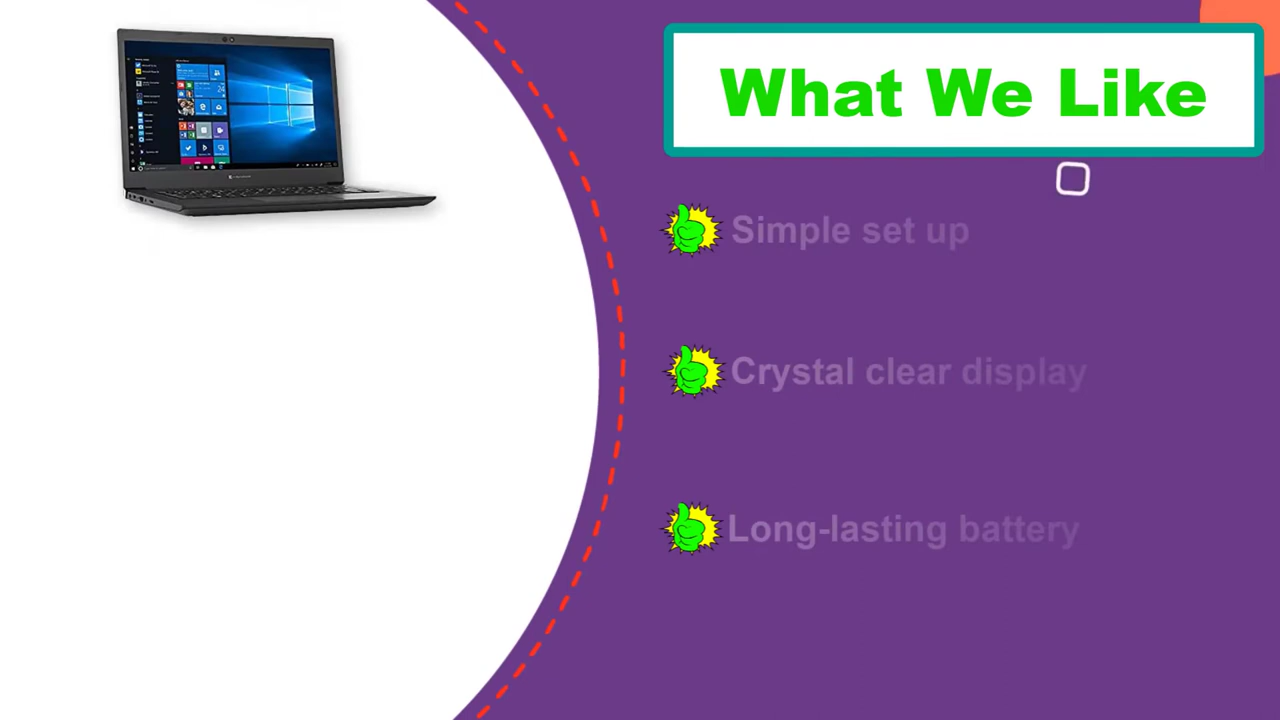 What We Like
Simple set up
Crystal clear display
Long-lasting battery